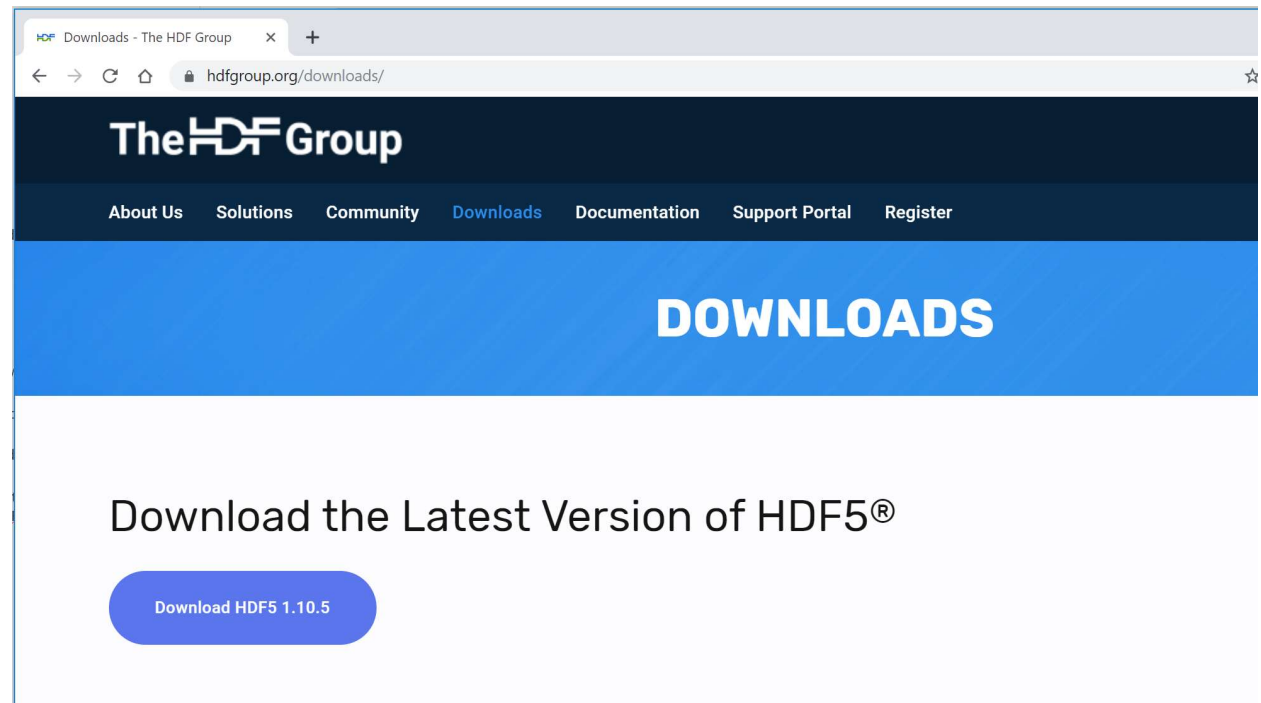 HDF Downloads - The HDF Group
hdfgroup.org/downloads/
The HDF Group
About Us Solutions Community Downloads Documentation Support Portal Register
DOWNLOADS
Download the Latest Version of HDF5®
Download HDF5 1.10.5